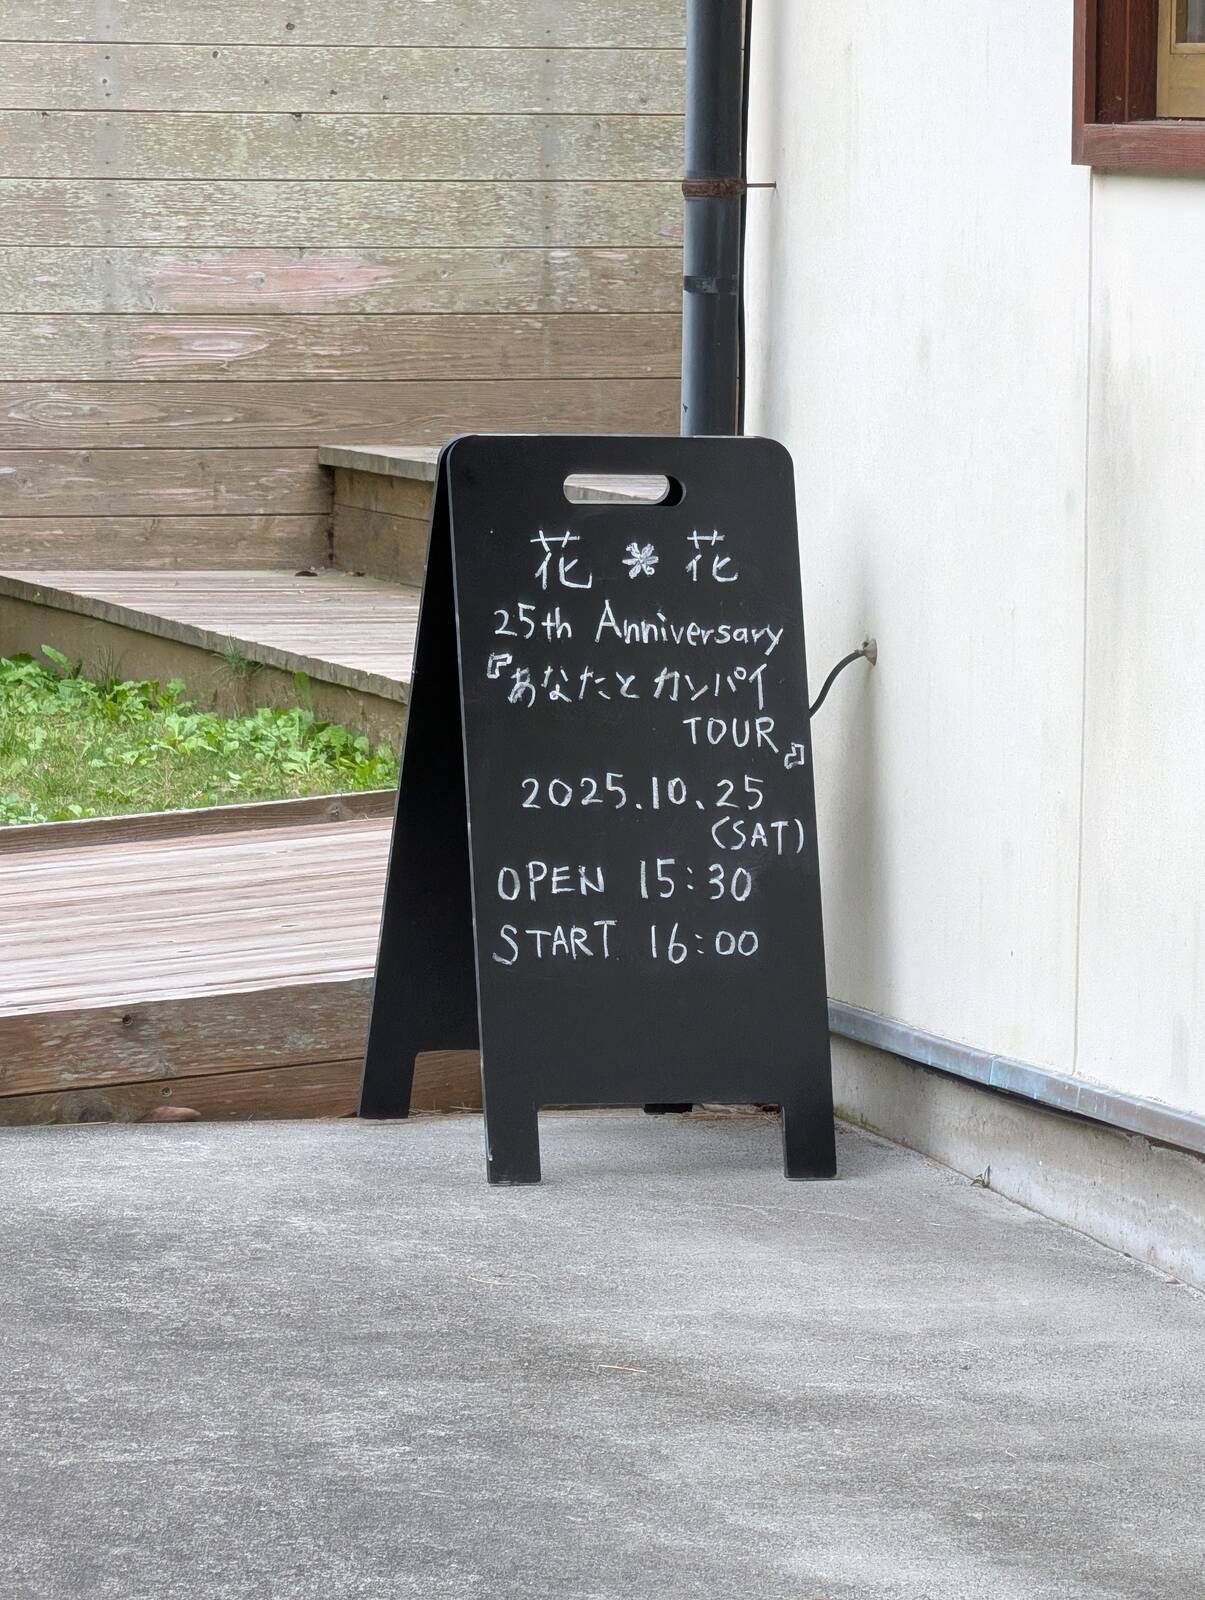 花*花
25th Anniversary
『あなたとカンパイ
TOUR』
2025.10.25
(SAT)
OPEN 15:30
START 16:00